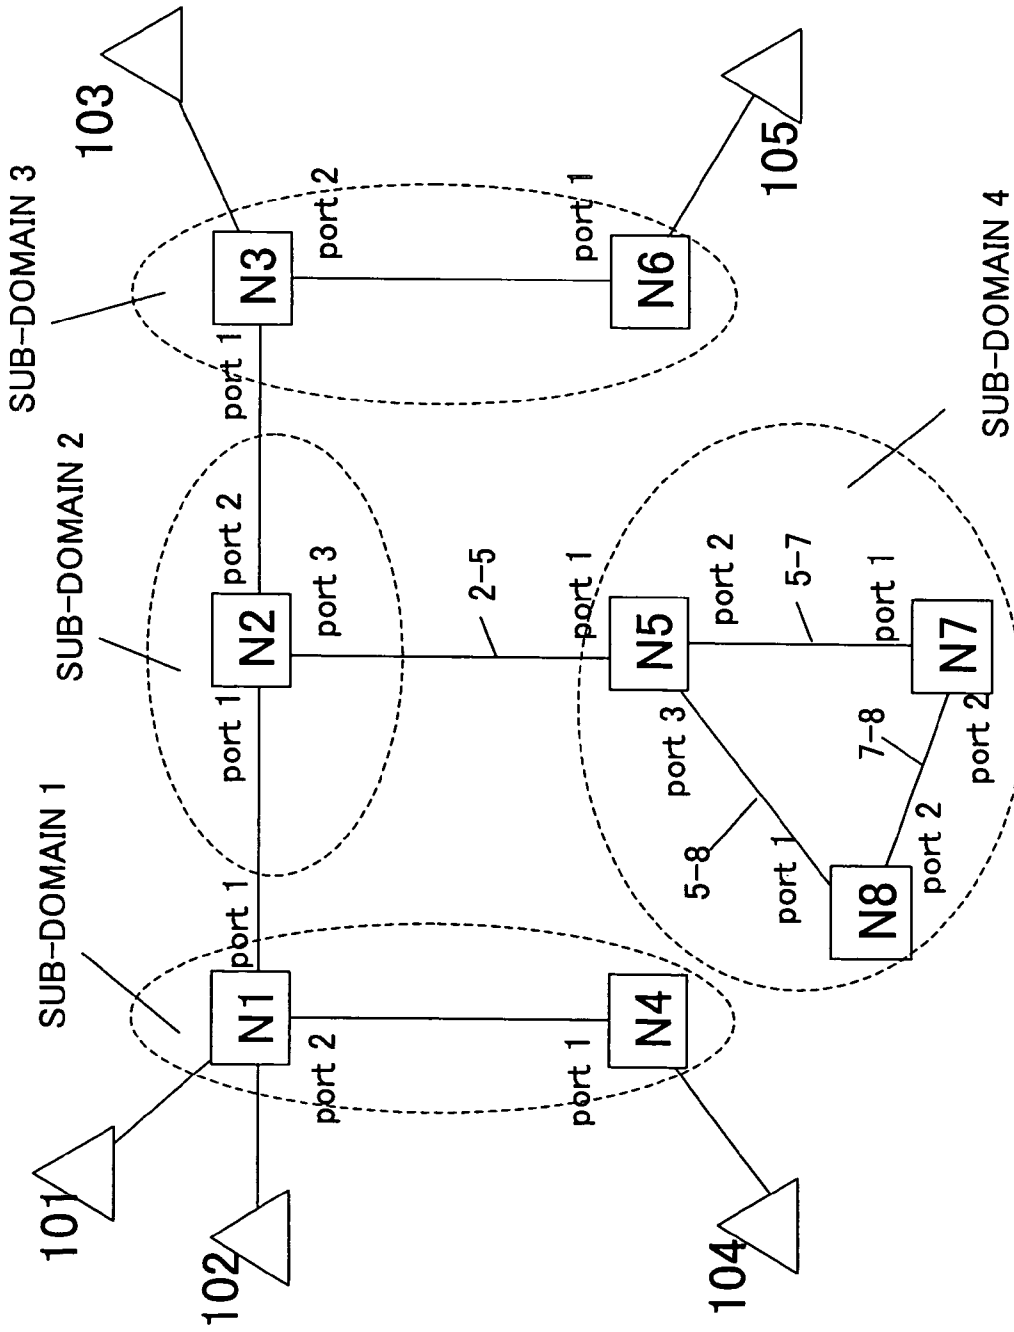 SUB-DOMAIN 1
SUB-DOMAIN 2
SUB-DOMAIN 3
101
102
103
N1
port 1
port 2
port 1
N2
port 2
port 3
port 1
N3
port 2
2-5
104
port 1
N4
port 1
N5
port 2
port 3
port 1
N6
105
5-8
5-7
7-8
port 1
N8
port 2
port 1
N7
port 2
SUB-DOMAIN 4